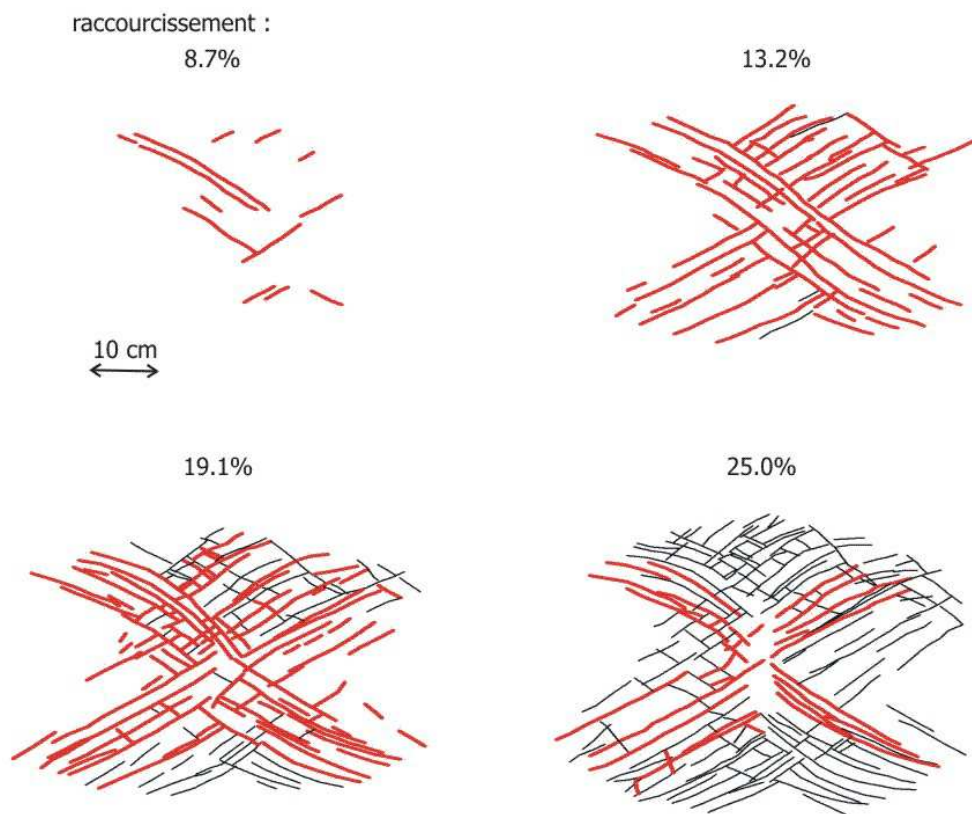 raccourcissement :
8.7%
13.2%
10 cm
19.1%
25.0%